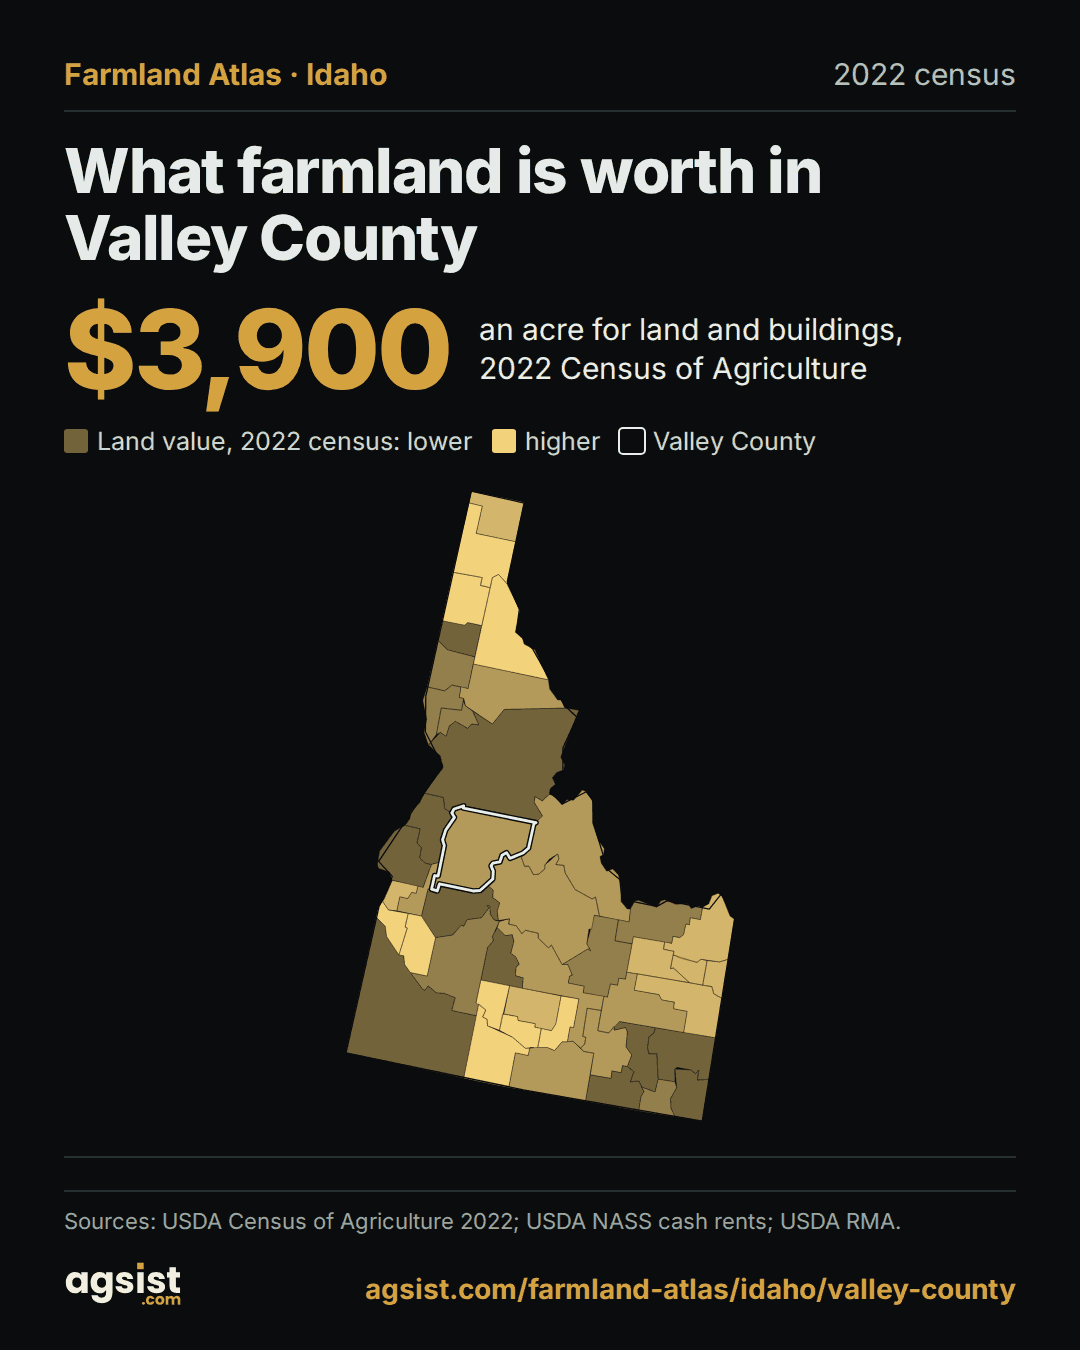 Farmland Atlas · Idaho
2022 census
What farmland is worth in
Valley County
$3,900
an acre for land and buildings,
2022 Census of Agriculture
Land value, 2022 census: lower
higher
Valley County
Sources: USDA Census of Agriculture 2022; USDA NASS cash rents; USDA RMA.
agsist
.com
agsist.com/farmland-atlas/idaho/valley-county